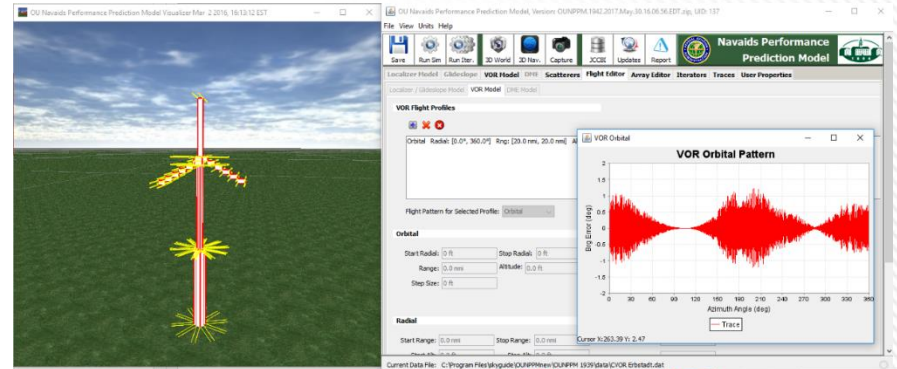 OU Navaids Performance Prediction Model Visualizer Mar 2 2016, 16:13:12 EST
OU Navaids Performance Prediction Model, Version: OUNPPM.1942.2017.May.30.16.06.56.EDT.zip, UID: 137
File View Units Help
Save Run Sim Run Iter. 3D World 3D Nav. Capture JCCBI Updates Report
Navaids Performance
Prediction Model
Localizer Model Glideslope VOR Model DME Scatterers Flight Editor Array Editor Iterators Traces User Properties
Localizer / Glideslope Model VOR Model DME Model
VOR Flight Profiles
Orbital Radial: [0.0°, 360.0°] Rng: [20.0 nmi, 20.0 nmi]
Flight Pattern for Selected Profile: Orbital
Orbital
Start Radial: 0 ft Stop Radial: 0 ft
Range: 0.0 nmi Altitude: 0.0 ft
Step Size: 0 ft
Radial
Start Range: 0.0 nmi Stop Range: 0.0 nmi
VOR Orbital
VOR Orbital Pattern
Brg Error (deg)
2
1.5
1
0.5
0
-0.5
-1
-1.5
-2
0 30 60 90 120 150 180 210 240 270 300 330 360
Azimuth Angle (deg)
Trace
Cursor X:263.39 Y: 2.47
Current Data File: C:\Program Files\skyguide\OUNPPMnew\OUNPPM 1939\data\CVOR Erbstadt.dat